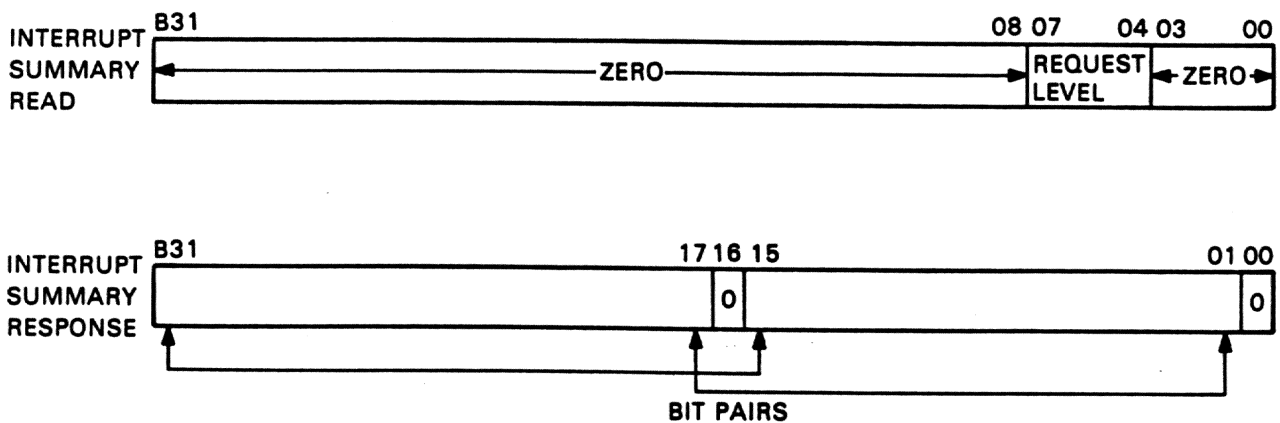 B31 08 07 04 03 00
INTERRUPT
SUMMARY
READ
ZERO
REQUEST
LEVEL
ZERO
B31 17 16 15 01 00
INTERRUPT
SUMMARY
RESPONSE
0
0
BIT PAIRS